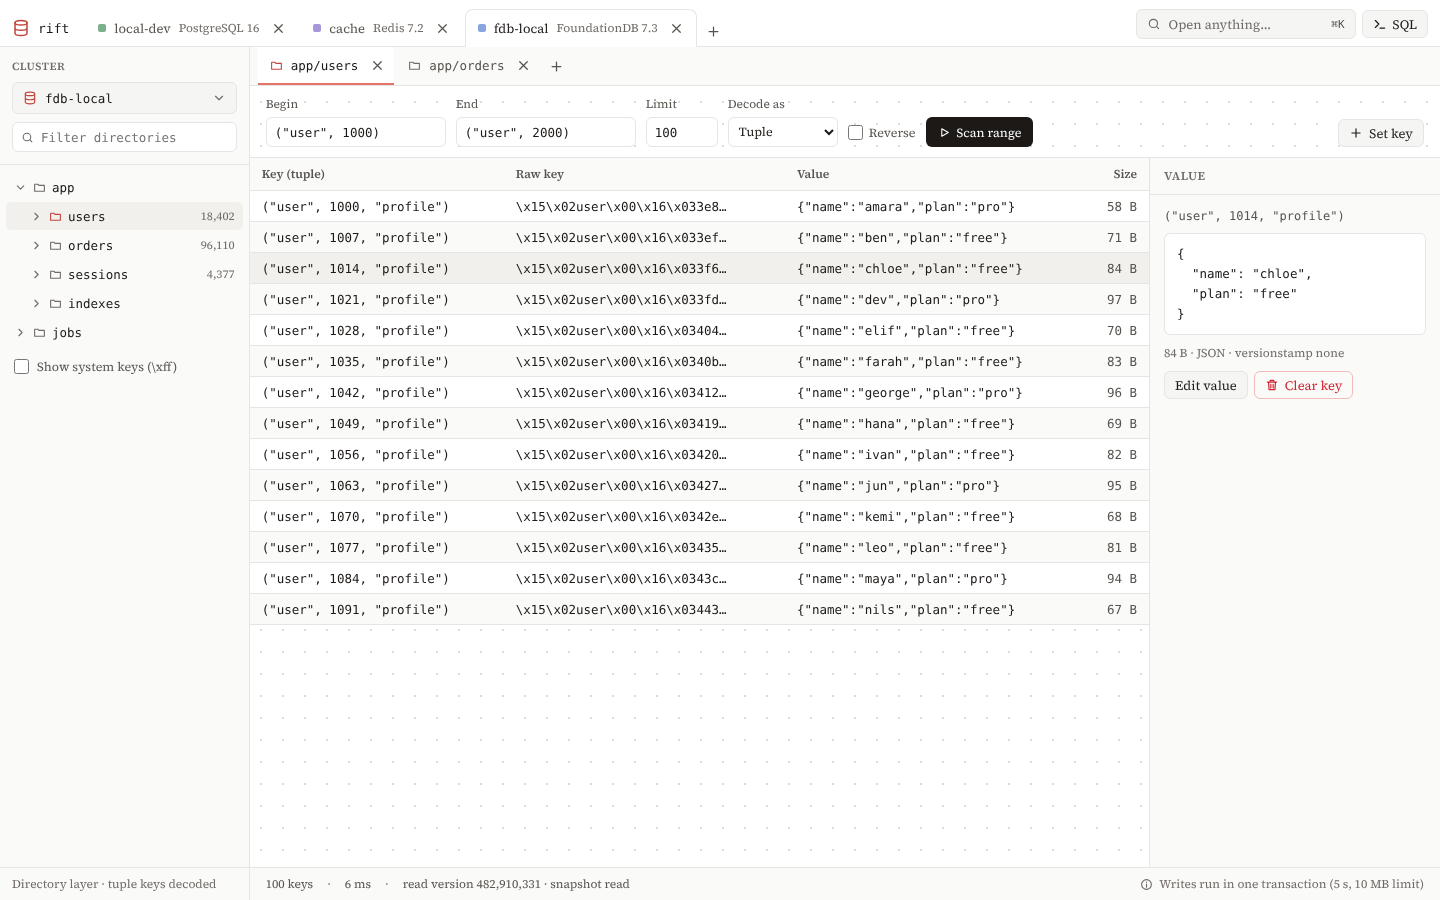 rift
local-dev PostgreSQL 16
cache Redis 7.2
fdb-local FoundationDB 7.3
Open anything... ⌘K
SQL
CLUSTER
fdb-local
Filter directories
app
users 18,402
orders 96,110
sessions 4,377
indexes
jobs
Show system keys (\xff)
Directory layer · tuple keys decoded
app/users
app/orders
Begin End Limit Decode as
("user", 1000) ("user", 2000) 100 Tuple Reverse Scan range
Set key
Key (tuple) Raw key Value Size
("user", 1000, "profile") \x15\x02user\x00\x16\x033e8… {"name":"amara","plan":"pro"} 58 B
("user", 1007, "profile") \x15\x02user\x00\x16\x033ef… {"name":"ben","plan":"free"} 71 B
("user", 1014, "profile") \x15\x02user\x00\x16\x033f6… {"name":"chloe","plan":"free"} 84 B
("user", 1021, "profile") \x15\x02user\x00\x16\x033fd… {"name":"dev","plan":"pro"} 97 B
("user", 1028, "profile") \x15\x02user\x00\x16\x03404… {"name":"elif","plan":"free"} 70 B
("user", 1035, "profile") \x15\x02user\x00\x16\x0340b… {"name":"farah","plan":"free"} 83 B
("user", 1042, "profile") \x15\x02user\x00\x16\x03412… {"name":"george","plan":"pro"} 96 B
("user", 1049, "profile") \x15\x02user\x00\x16\x03419… {"name":"hana","plan":"free"} 69 B
("user", 1056, "profile") \x15\x02user\x00\x16\x03420… {"name":"ivan","plan":"free"} 82 B
("user", 1063, "profile") \x15\x02user\x00\x16\x03427… {"name":"jun","plan":"pro"} 95 B
("user", 1070, "profile") \x15\x02user\x00\x16\x0342e… {"name":"kemi","plan":"free"} 68 B
("user", 1077, "profile") \x15\x02user\x00\x16\x03435… {"name":"leo","plan":"free"} 81 B
("user", 1084, "profile") \x15\x02user\x00\x16\x0343c… {"name":"maya","plan":"pro"} 94 B
("user", 1091, "profile") \x15\x02user\x00\x16\x03443… {"name":"nils","plan":"free"} 67 B
VALUE
("user", 1014, "profile")
{
"name": "chloe",
"plan": "free"
}
84 B · JSON · versionstamp none
Edit value
Clear key
100 keys · 6 ms · read version 482,910,331 · snapshot read
Writes run in one transaction (5 s, 10 MB limit)